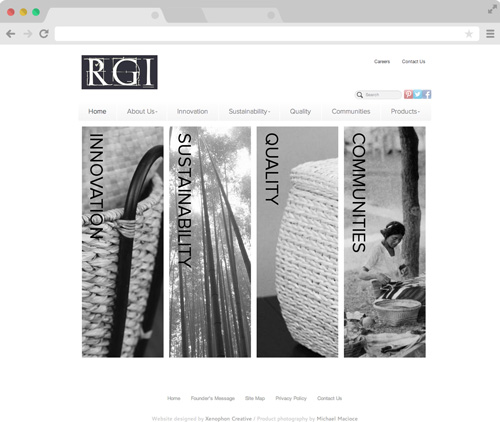 RGI
Careers Contact Us
Search
Home About Us Innovation Sustainability Quality Communities Products
INNOVATION
SUSTAINABILITY
QUALITY
COMMUNITIES
Home Founder's Message Site Map Privacy Policy Contact Us
Website designed by Xenophon Creative / Product photography by Michael Macioce